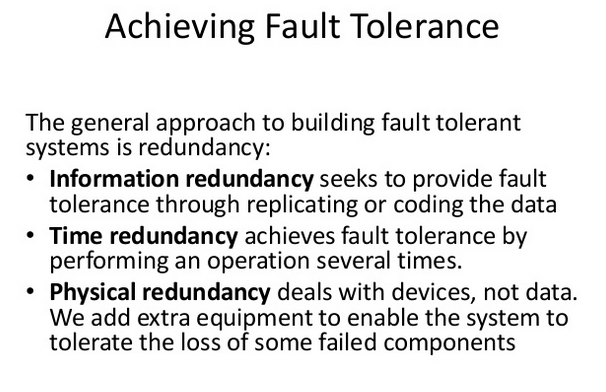 Achieving Fault Tolerance
The general approach to building fault tolerant
systems is redundancy:
• Information redundancy seeks to provide fault
tolerance through replicating or coding the data
• Time redundancy achieves fault tolerance by
performing an operation several times.
• Physical redundancy deals with devices, not data.
We add extra equipment to enable the system to
tolerate the loss of some failed components